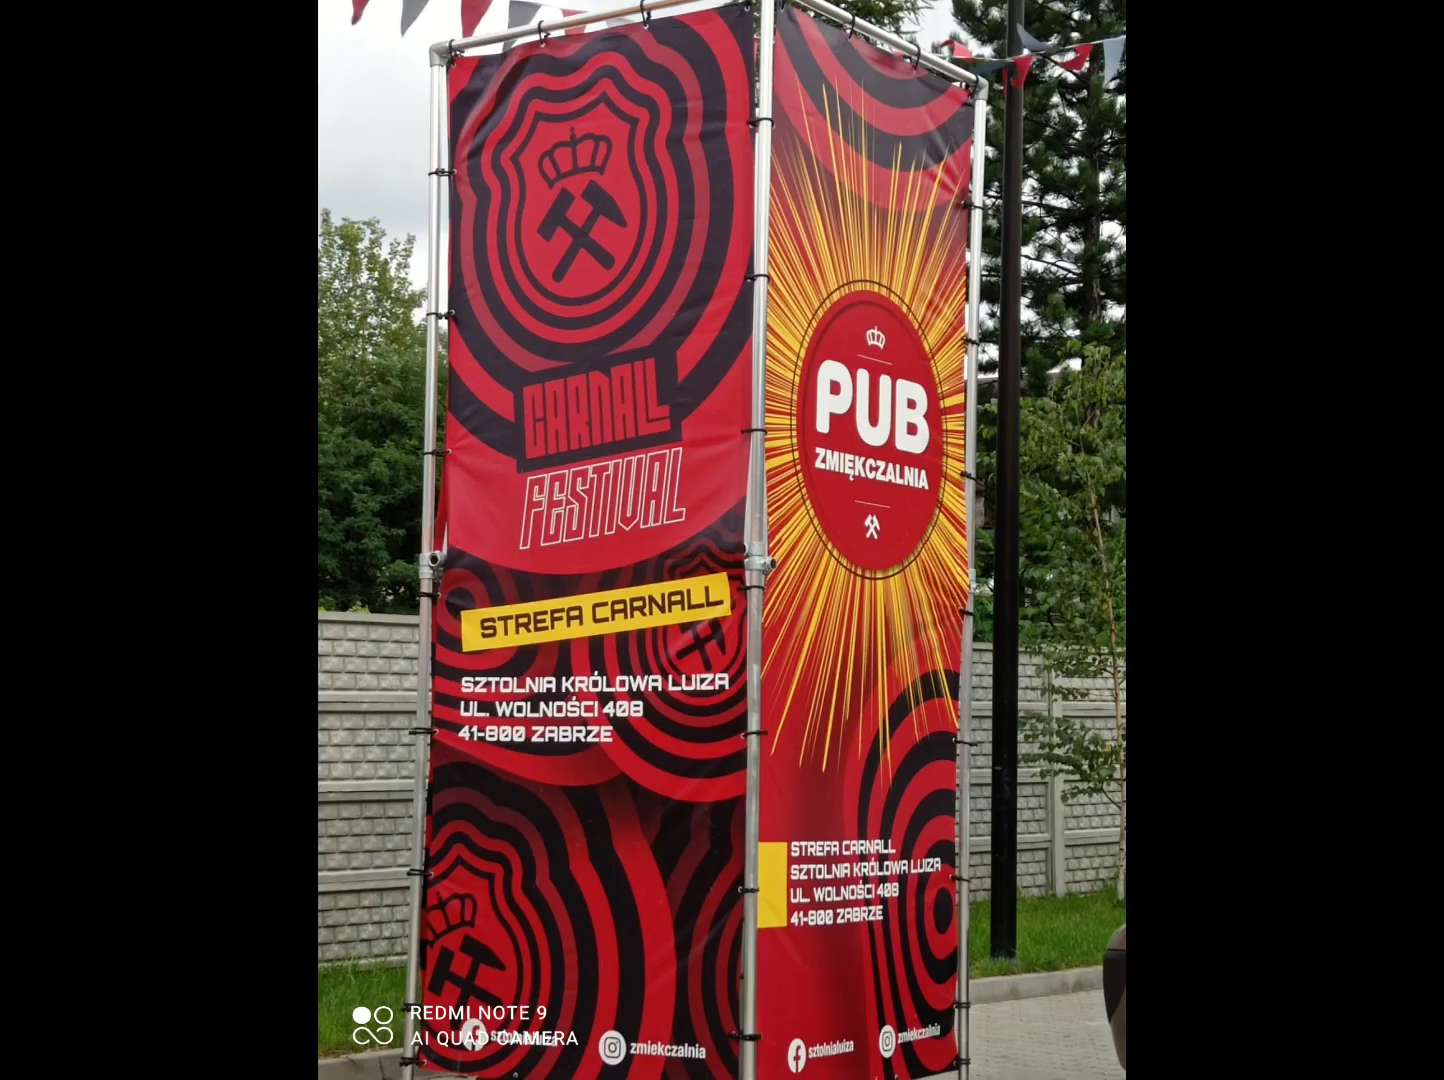 CARNALL
FESTIVAL
STREFA CARNALL
SZTOLNIA KRÓLOWA LUIZA
UL. WOLNOŚCI 408
41-800 ZABRZE
zmiekczalnia
PUB
ZMIĘKCZALNIA
STREFA CARNALL
SZTOLNIA KRÓLOWA LUIZA
UL. WOLNOŚCI 408
41-800 ZABRZE
sztolnialuiza
zmiekczalnia
REDMI NOTE 9
AI QUAD CAMERA